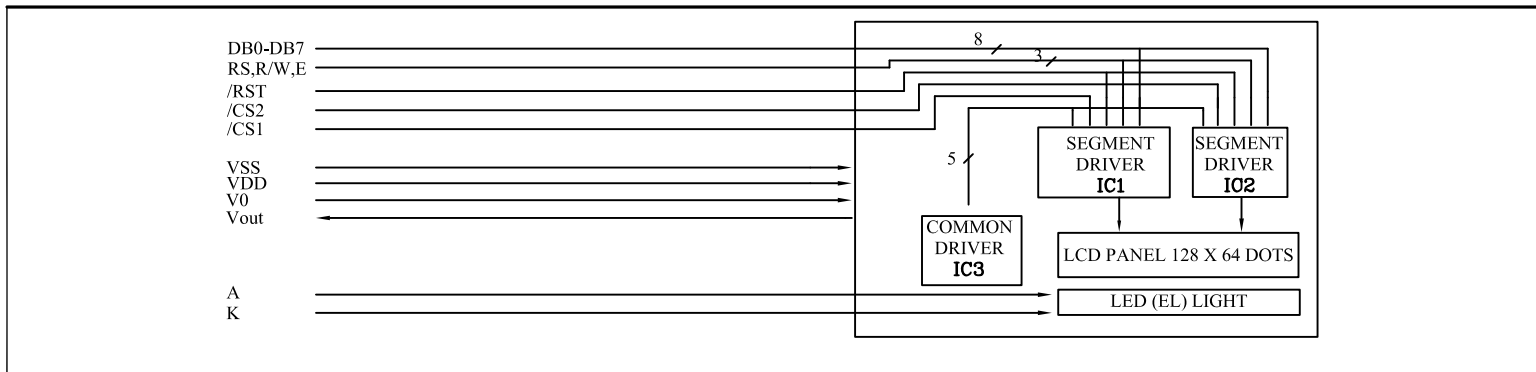 DB0-DB7
8
RS,R/W,E
3
/RST
/CS2
/CS1
SEGMENT
DRIVER
IC1
SEGMENT
DRIVER
IC2
5
VSS
VDD
V0
Vout
COMMON
DRIVER
IC3
LCD PANEL 128 X 64 DOTS
A
LED (EL) LIGHT
K